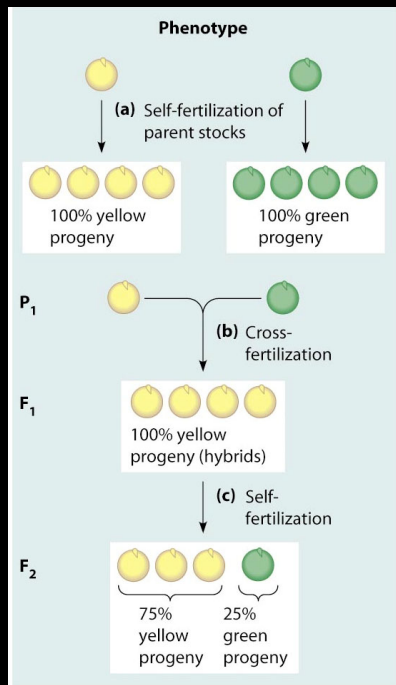 Phenotype
(a) Self-fertilization of
parent stocks
100% yellow
progeny
100% green
progeny
P1
(b) Cross-
fertilization
F1
100% yellow
progeny (hybrids)
(c) Self-
fertilization
F2
75%
yellow
progeny
25%
green
progeny